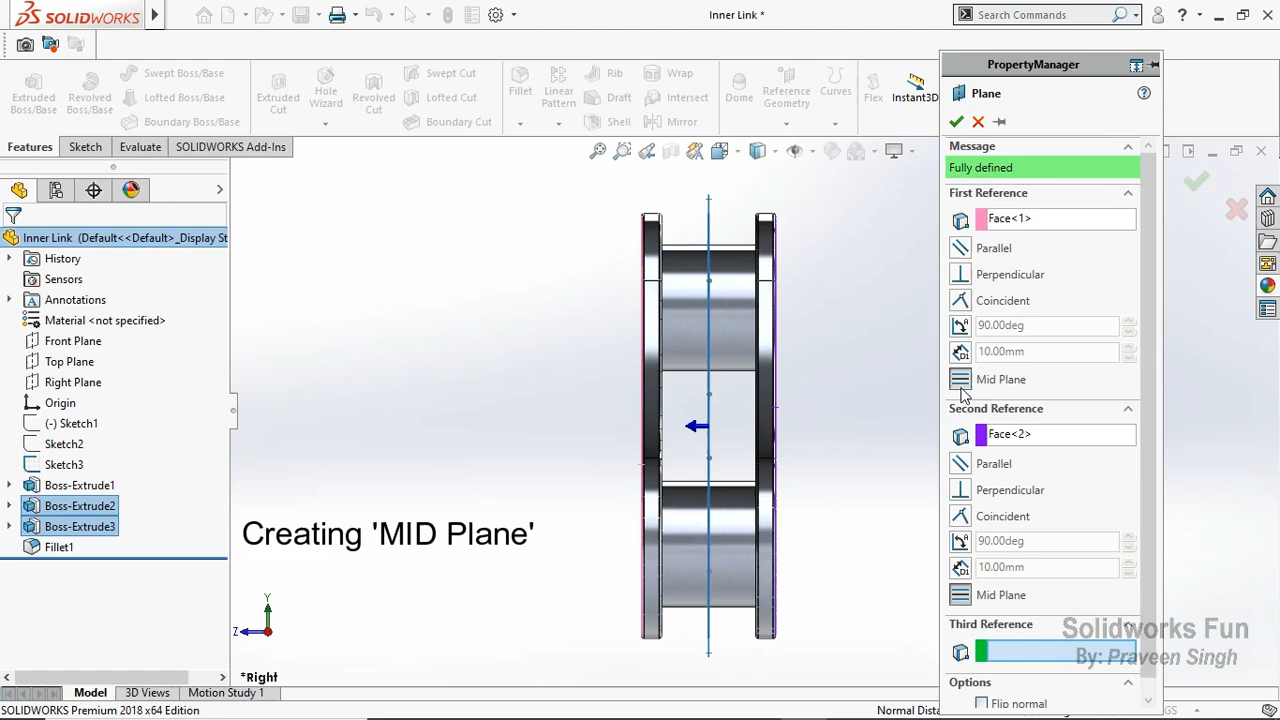 SOLIDWORKS
Inner Link *
Search Commands
?
Extruded Boss/Base
Revolved Boss/Base
Swept Boss/Base
Lofted Boss/Base
Boundary Boss/Base
Extruded Cut
Hole Wizard
Revolved Cut
Swept Cut
Lofted Cut
Boundary Cut
Fillet
Linear Pattern
Rib
Draft
Shell
Wrap
Intersect
Mirror
Dome
Reference Geometry
Curves
Flex
Instant3D
Features
Sketch
Evaluate
SOLIDWORKS Add-Ins
Inner Link (Default<<Default>_Display St
History
Sensors
Annotations
Material <not specified>
Front Plane
Top Plane
Right Plane
Origin
(-) Sketch1
Sketch2
Sketch3
Boss-Extrude1
Boss-Extrude2
Boss-Extrude3
Fillet1
Creating 'MID Plane'
Y
Z
*Right
PropertyManager
Plane
Message
Fully defined
First Reference
Face<1>
Parallel
Perpendicular
Coincident
90.00deg
10.00mm
Mid Plane
Second Reference
Face<2>
Parallel
Perpendicular
Coincident
90.00deg
10.00mm
Mid Plane
Third Reference
Options
Flip normal
Solidworks Fun
By: Praveen Singh
Model
3D Views
Motion Study 1
SOLIDWORKS Premium 2018 x64 Edition
Normal Distan